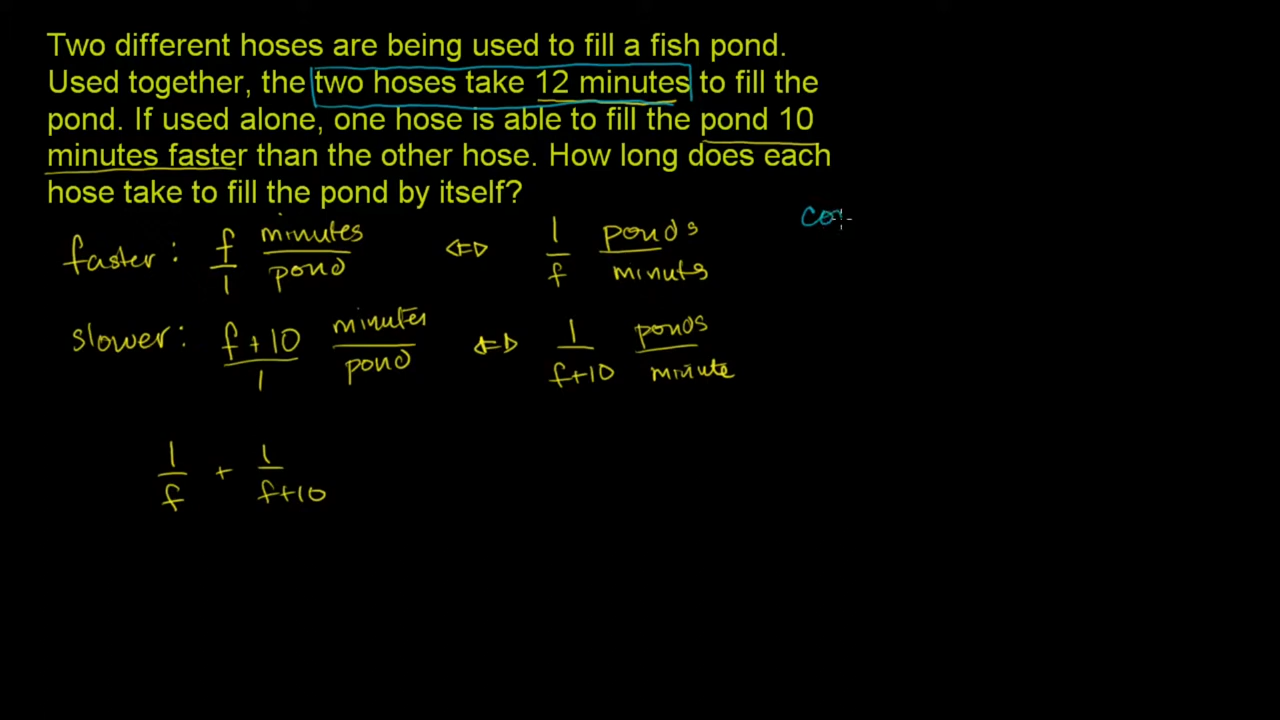 Two different hoses are being used to fill a fish pond.
Used together, the two hoses take 12 minutes to fill the
pond. If used alone, one hose is able to fill the pond 10
minutes faster than the other hose. How long does each
hose take to fill the pond by itself?
faster: f/1 minutes/pond ⇔ 1/f ponds/minute
co
slower: f+10/1 minutes/pond ⇔ 1/f+10 ponds/minute
1/f + 1/f+10